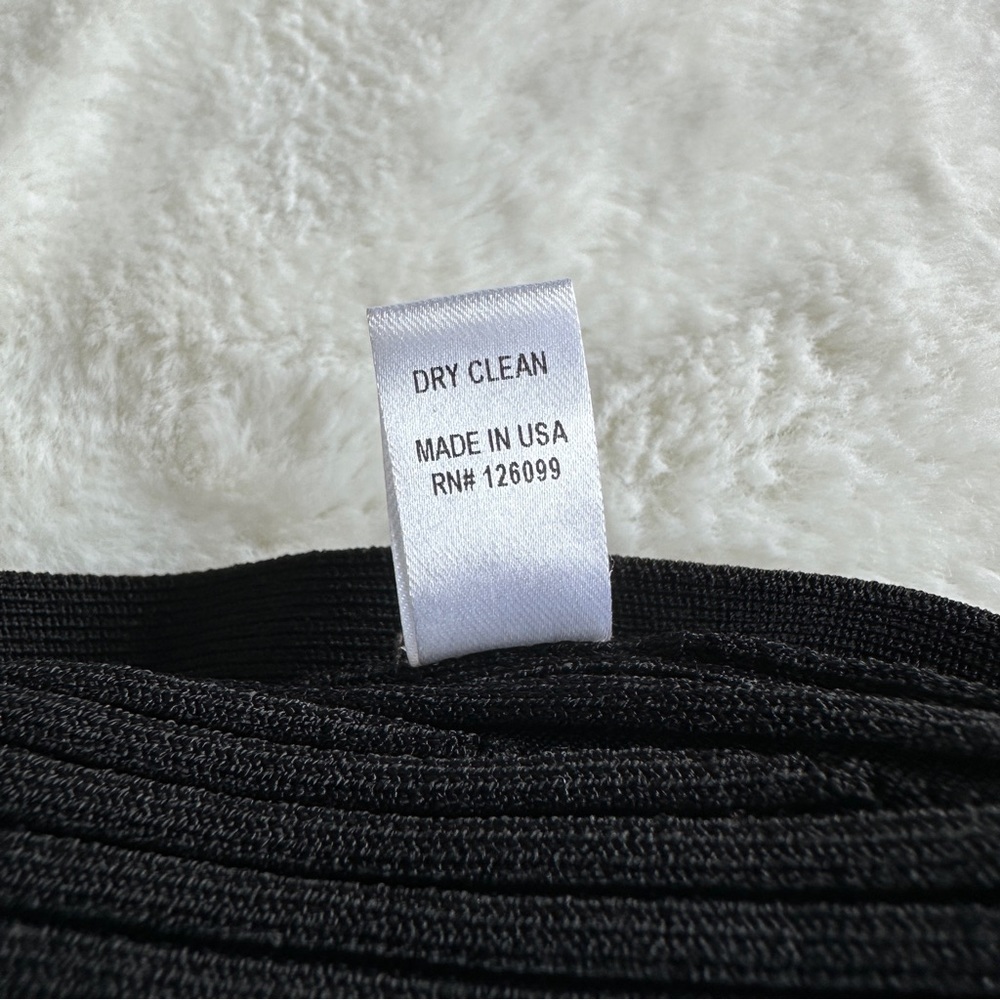 DRY CLEAN
MADE IN USA
RN# 126099